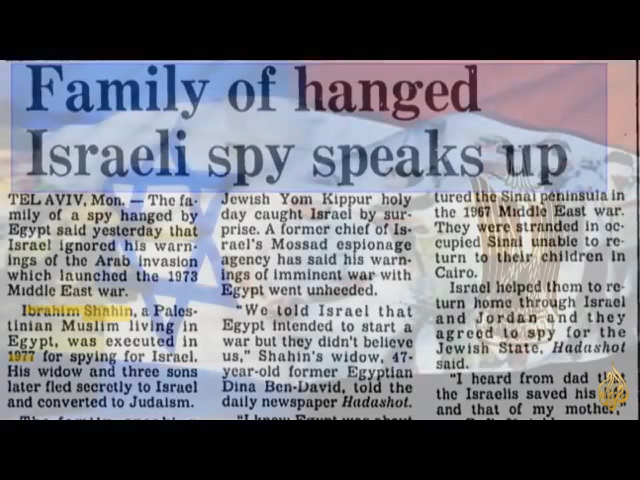 Family of hanged
Israeli spy speaks up
TEL AVIV, Mon. — The fa-
mily of a spy hanged by
Egypt said yesterday that
Israel ignored his warn-
ings of the Arab invasion
which launched the 1973
Middle East war.
Ibrahim Shahin, a Pales-
tinian Muslim living in
Egypt, was executed in
1977 for spying for Israel.
His widow and three sons
later fled secretly to Israel
and converted to Judaism.
The family, speaking
Jewish Yom Kippur holy
day caught Israel by sur-
prise. A former chief of Is-
rael's Mossad espionage
agency has said his warn-
ings of imminent war with
Egypt went unheeded.
"We told Israel that
Egypt intended to start a
war but they didn't believe
us," Shahin's widow, 47-
year-old former Egyptian
Dina Ben-David, told the
daily newspaper Hadashot.
"I knew Egypt was about
tured the Sinai peninsula in
the 1967 Middle East war.
They were stranded in oc-
cupied Sinai unable to re-
turn to their children in
Cairo.
Israel helped them to re-
turn home through Israel
and Jordan and they
agreed to spy for the
Jewish State, Hadashot
said.
"I heard from dad
the Israelis saved his
and that of my mother,"